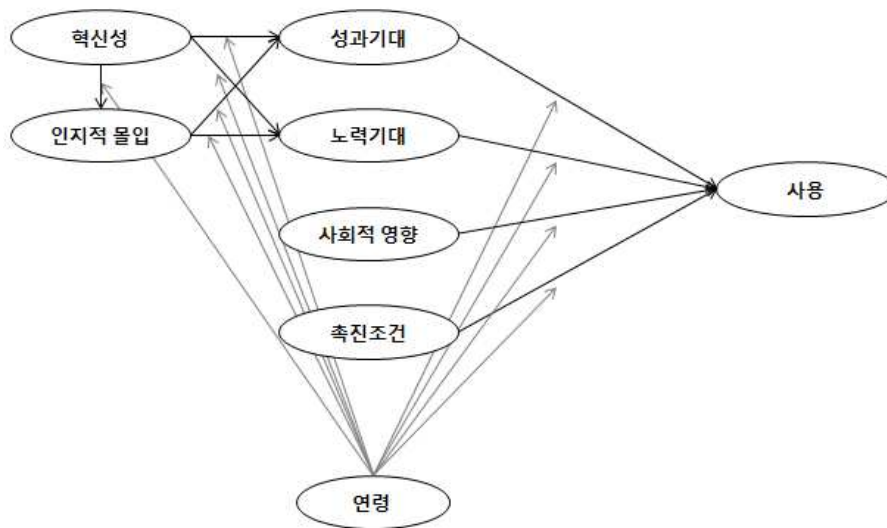 혁신성
성과기대
인지적 몰입
노력기대
사용
사회적 영향
촉진조건
연령